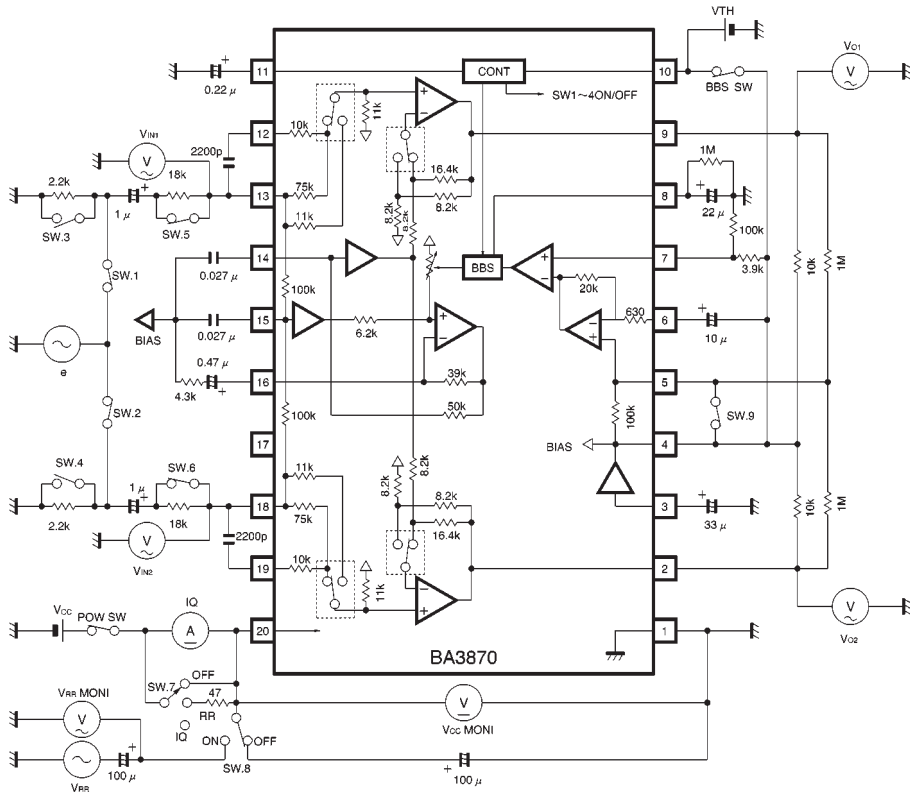 VTH
VO1
11
CONT
10
0.22 μ
SW1～4ON/OFF
BBS SW
11k
VIN1
12
10k
9
V
2200p
1M
16.4k
2.2k
18k
75k
8.2k
13
8
1 μ
11k
8.2k
8.2k
22 μ
SW.3
SW.5
100k
14
7
3.9k
SW.1
0.027 μ
BBS
20k
10k
1M
100k
15
630
6
BIAS
0.027 μ
6.2k
10 μ
0.47 μ
16
39k
5
4.3k
e
50k
100k
SW.9
SW.2
100k
17
BIAS
4
SW.4
SW.6
11k
8.2k
8.2k
1 μ
18
8.2k
3
75k
2.2k
18k
16.4k
33 μ
10k
1M
2200p
VIN2
V
10k
19
11k
2
VCC
POW SW
IQ
A
20
1
V
VO2
BA3870
OFF
SW.7
47
VRR MONI
RR
V
V
IQ
VCC MONI
ON
OFF
SW.8
100 μ
100 μ
VRR